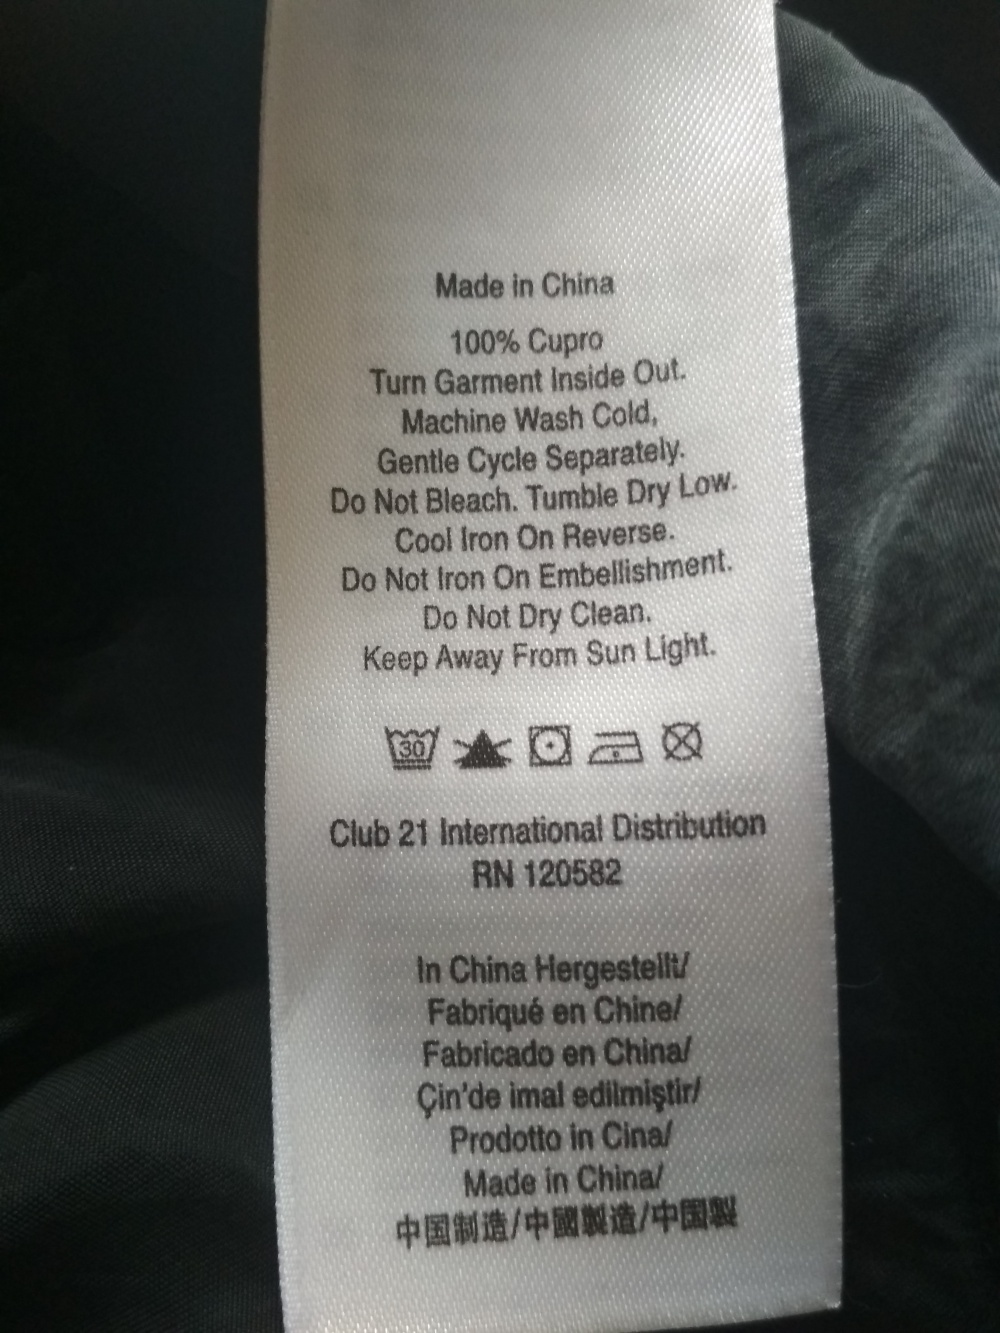 Made in China
100% Cupro
Turn Garment Inside Out.
Machine Wash Cold,
Gentle Cycle Separately.
Do Not Bleach. Tumble Dry Low.
Cool Iron On Reverse.
Do Not Iron On Embellishment.
Do Not Dry Clean.
Keep Away From Sun Light.
30
Club 21 International Distribution
RN 120582
In China Hergestellt/
Fabriqué en Chine/
Fabricado en China/
Çin'de imal edilmiştir/
Prodotto in Cina/
Made in China/
中国制造/中國製造/中国製